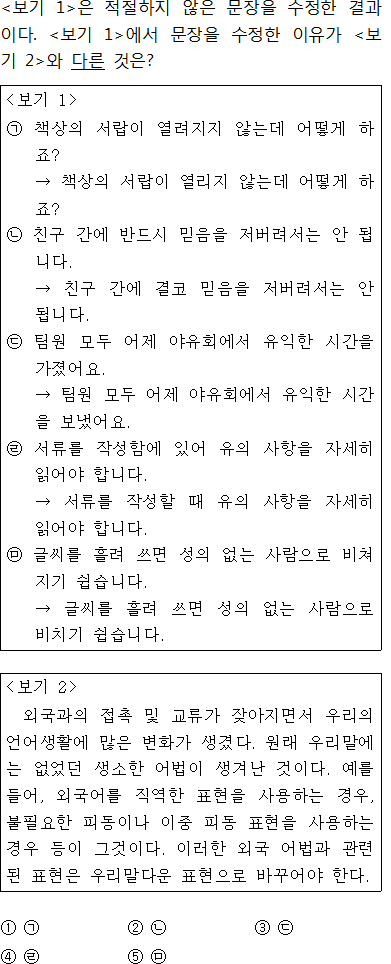 <보기 1>은 적절하지 않은 문장을 수정한 결과
이다. <보기 1>에서 문장을 수정한 이유가 <보
기 2>와 다른 것은?
<보기 1>
㉠ 책상의 서랍이 열려지지 않는데 어떻게 하
죠?
→ 책상의 서랍이 열리지 않는데 어떻게 하
죠?
㉡ 친구 간에 반드시 믿음을 저버려서는 안 됩
니다.
→ 친구 간에 결코 믿음을 저버려서는 안
됩니다.
㉢ 팀원 모두 어제 야유회에서 유익한 시간을
가졌어요.
→ 팀원 모두 어제 야유회에서 유익한 시간
을 보냈어요.
㉣ 서류를 작성함에 있어 유의 사항을 자세히
읽어야 합니다.
→ 서류를 작성할 때 유의 사항을 자세히
읽어야 합니다.
㉤ 글씨를 흘려 쓰면 성의 없는 사람으로 비쳐
지기 쉽습니다.
→ 글씨를 흘려 쓰면 성의 없는 사람으로
비치기 쉽습니다.
<보기 2>
외국과의 접촉 및 교류가 잦아지면서 우리의
언어생활에 많은 변화가 생겼다. 원래 우리말에
는 없었던 생소한 어법이 생겨난 것이다. 예를
들어, 외국어를 직역한 표현을 사용하는 경우,
불필요한 피동이나 이중 피동 표현을 사용하는
경우 등이 그것이다. 이러한 외국 어법과 관련
된 표현은 우리말다운 표현으로 바꾸어야 한다.
① ㉠ ② ㉡ ③ ㉢
④ ㉣ ⑤ ㉤